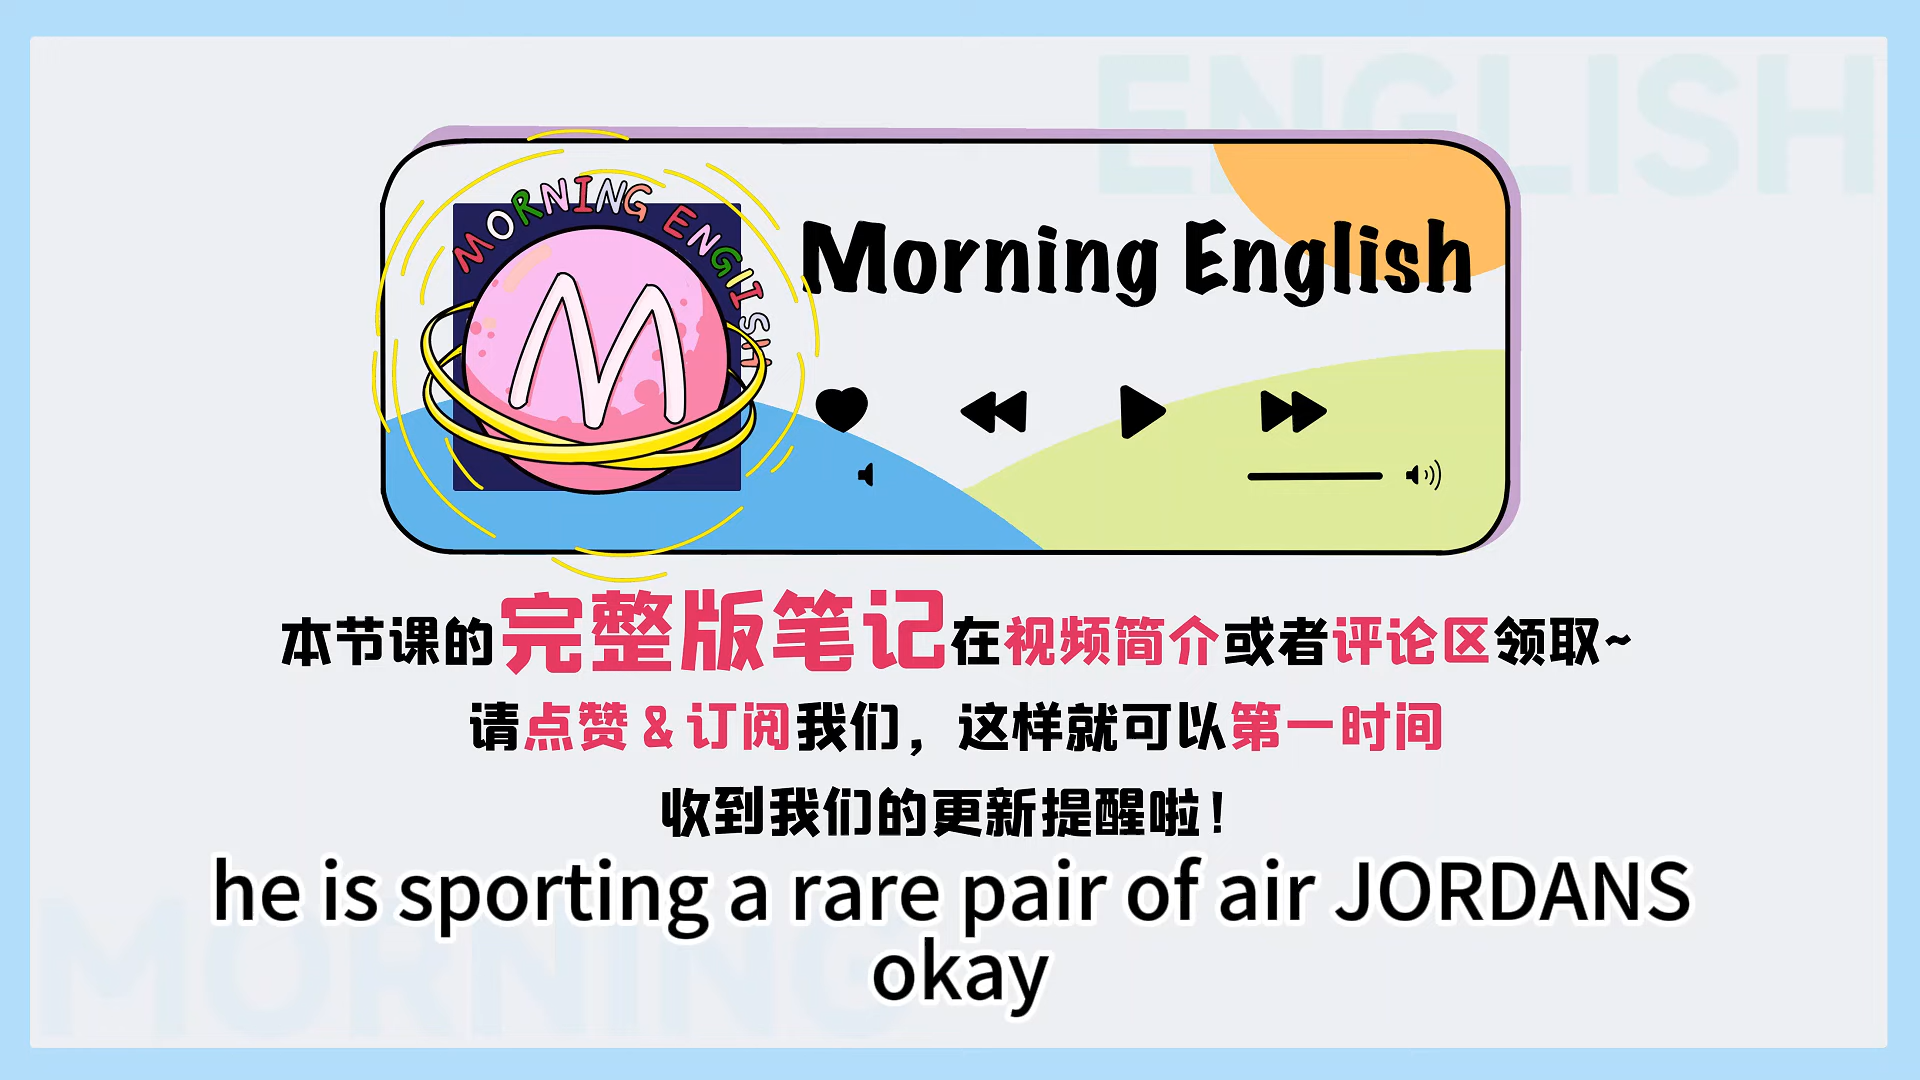 ENGLISH
MORNING ENGLISH
M
Morning English
本节课的完整版笔记在视频简介或者评论区领取~
请点赞&订阅我们，这样就可以第一时间
收到我们的更新提醒啦！
he is sporting a rare pair of air JORDANS
okay
MORNING